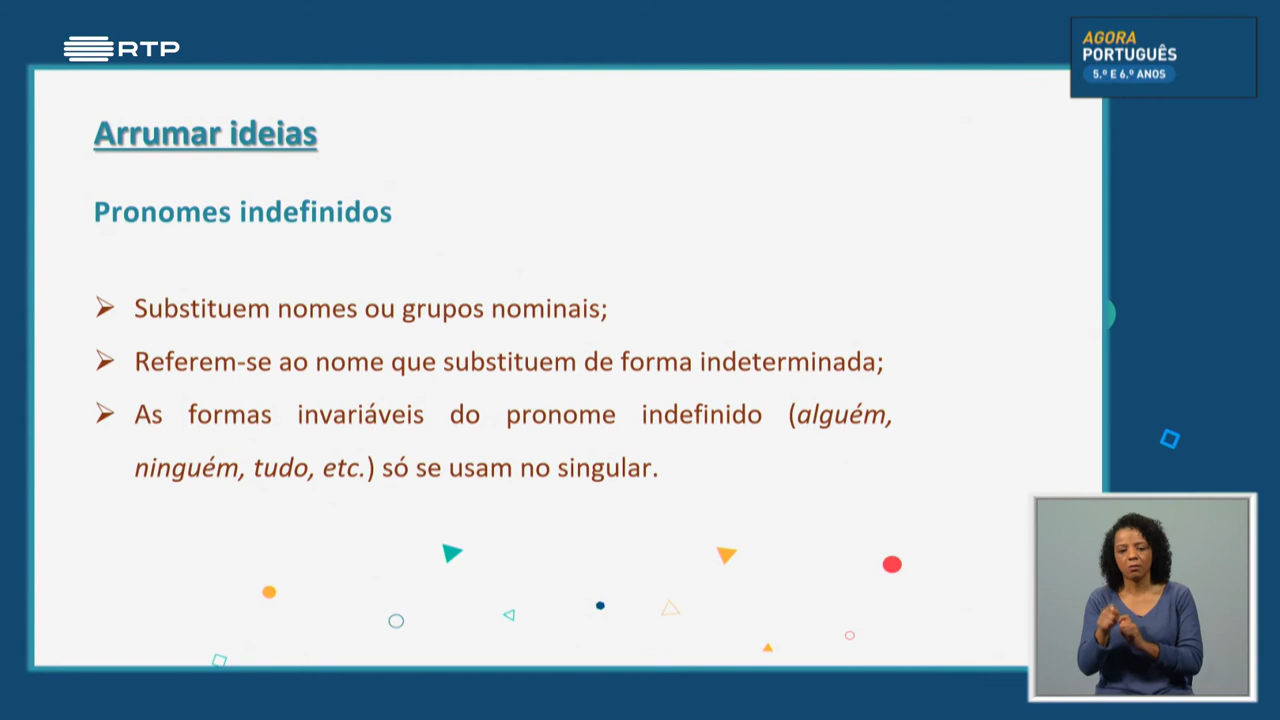 RTP
AGORA
PORTUGUÊS
5.º E 6.º ANOS
Arrumar ideias
Pronomes indefinidos
Substituem nomes ou grupos nominais;
Referem-se ao nome que substituem de forma indeterminada;
As formas invariáveis do pronome indefinido (alguém,
ninguém, tudo, etc.) só se usam no singular.